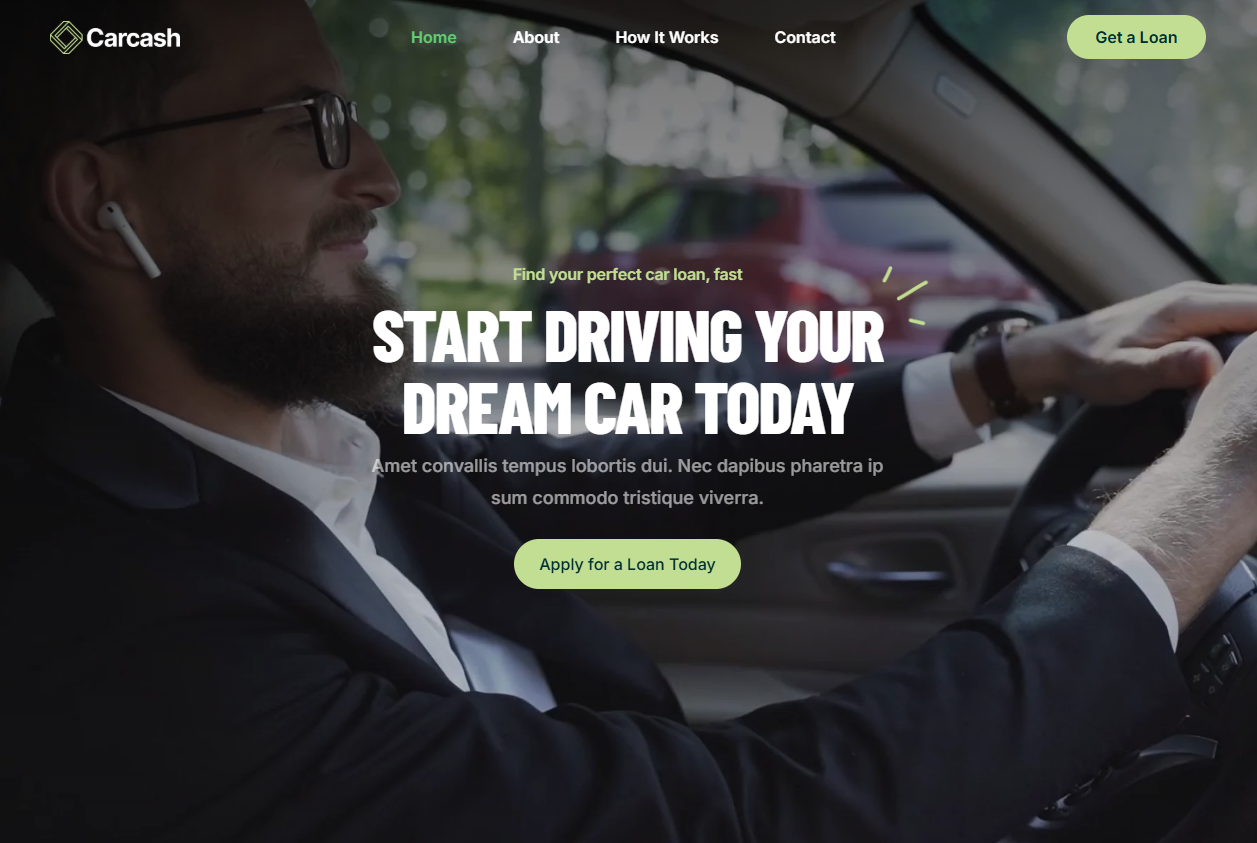 Carcash
Home
About
How It Works
Contact
Get a Loan
Find your perfect car loan, fast
START DRIVING YOUR
DREAM CAR TODAY
Amet convallis tempus lobortis dui. Nec dapibus pharetra ip
sum commodo tristique viverra.
Apply for a Loan Today